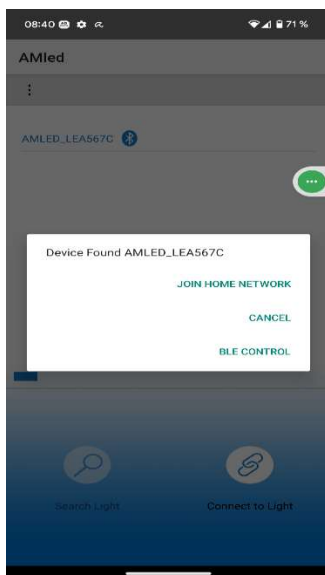 08:40 71 %
AMled
AMLED_LEA567C
Device Found AMLED_LEA567C
JOIN HOME NETWORK
CANCEL
BLE CONTROL
Search Light
Connect to Light